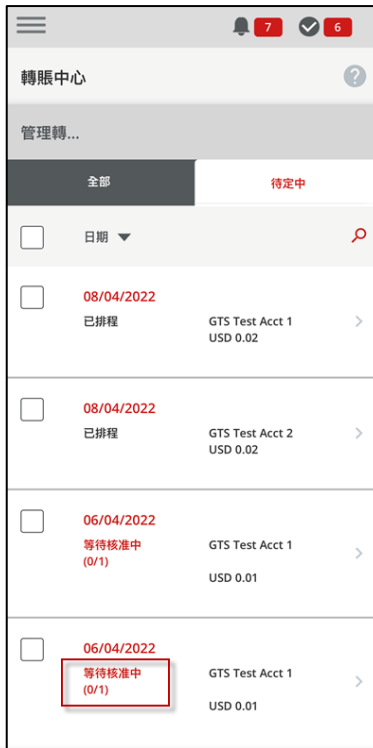 7 6
轉賬中心
?
管理轉...
全部 待定中
日期
08/04/2022
已排程 GTS Test Acct 1
USD 0.02
08/04/2022
已排程 GTS Test Acct 2
USD 0.02
06/04/2022
等待核准中 GTS Test Acct 1
(0/1)
USD 0.01
06/04/2022
等待核准中 GTS Test Acct 1
(0/1)
USD 0.01